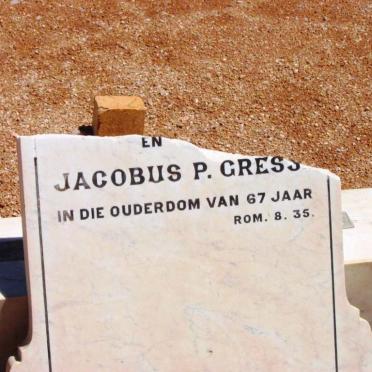 EN
JACOBUS P. GRESS
IN DIE OUDERDOM VAN 67 JAAR
ROM. 8. 35.